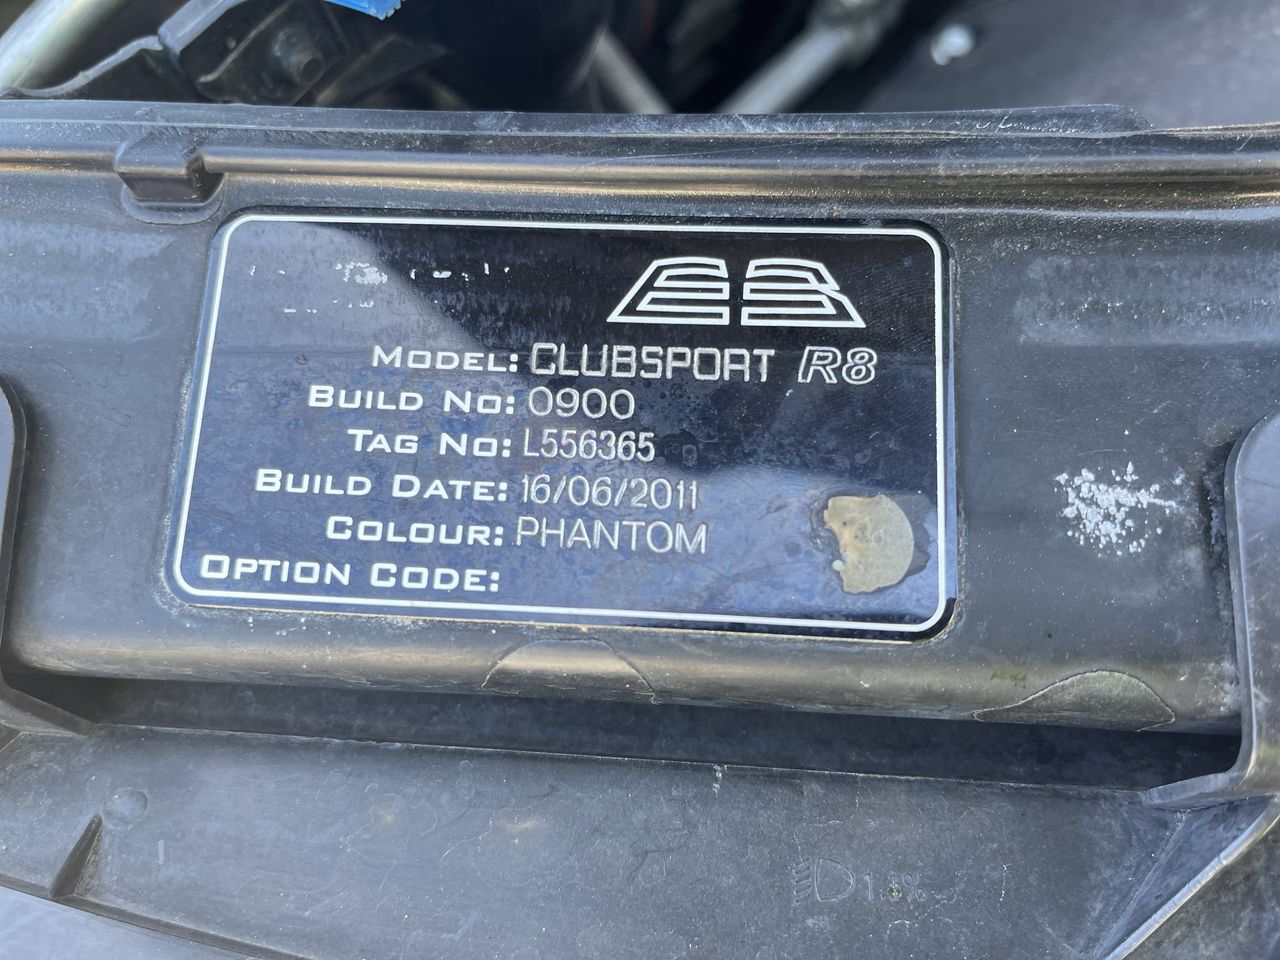 MODEL: CLUBSPORT R8
BUILD NO: 0900
TAG NO: L556365
BUILD DATE: 16/06/2011
COLOUR: PHANTOM
OPTION CODE: